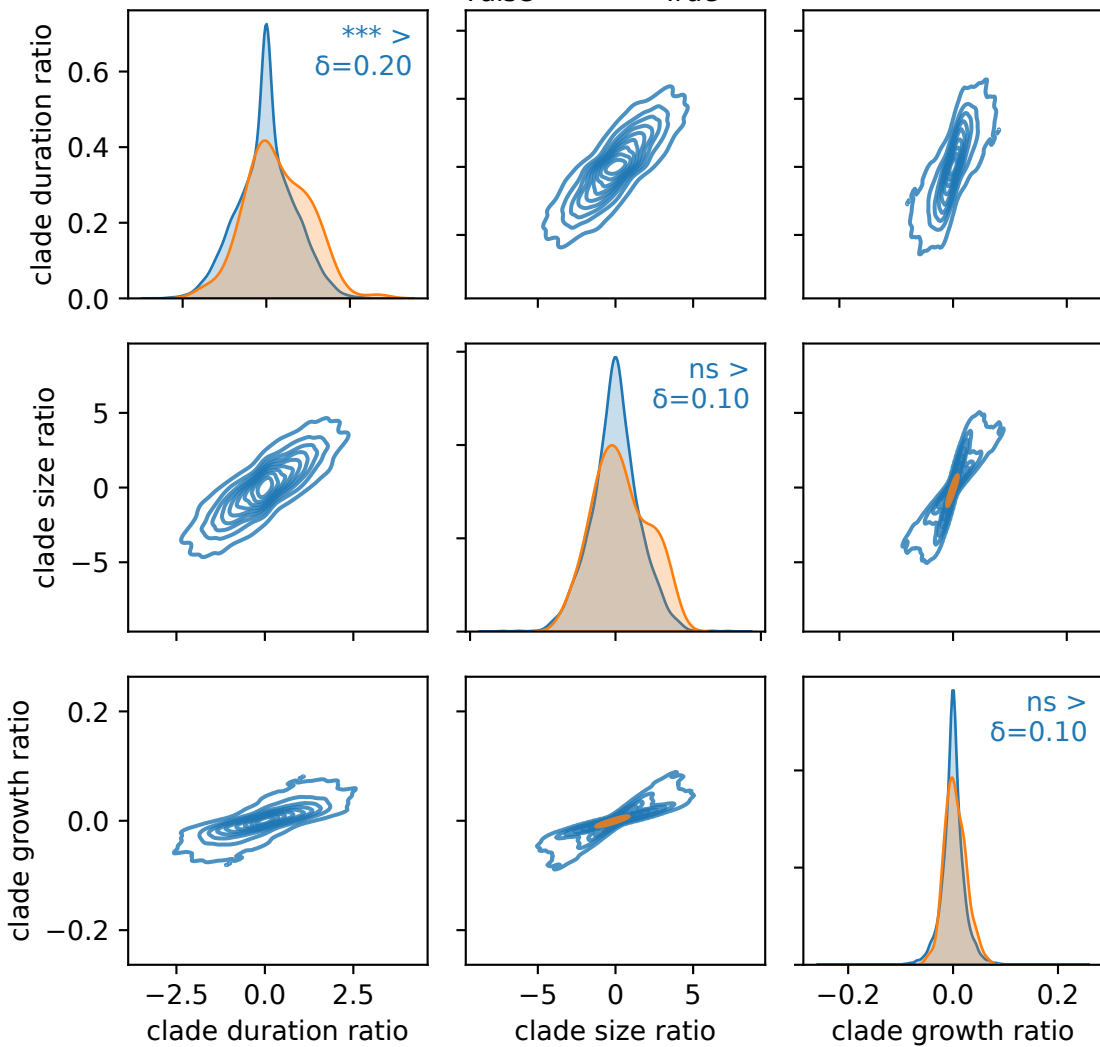 *** >
δ=0.20
clade duration ratio
0.6
0.4
0.2
0.0
ns >
δ=0.10
clade size ratio
5
0
−5
ns >
δ=0.10
clade growth ratio
0.2
0.0
−0.2
−2.5 0.0 2.5 −5 0 5 −0.2 0.0 0.2
clade duration ratio clade size ratio clade growth ratio